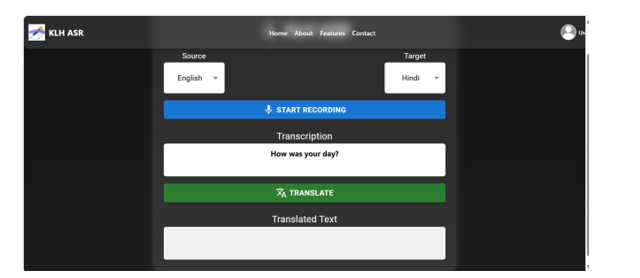 KLH ASR
Home About Features Contact
Source
Target
English
Hindi
START RECORDING
Transcription
How was your day?
TRANSLATE
Translated Text